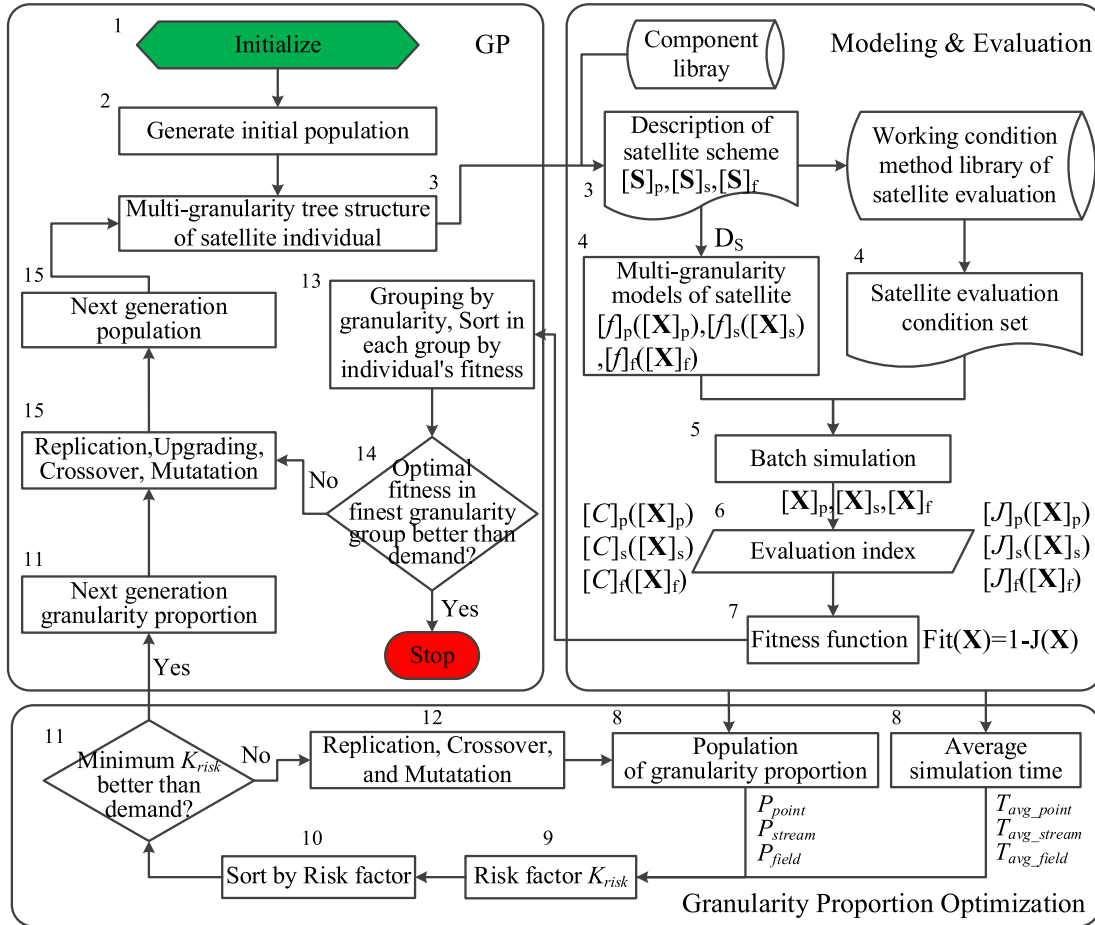 1
Initialize
GP
2
Generate initial population
3
Multi-granularity tree structure
of satellite individual
15
Next generation
population
13
Grouping by
granularity, Sort in
each group by
individual's fitness
15
Replication,Upgrading,
Crossover, Mutatation
No
14
Optimal
fitness in
finest granularity
group better than
demand?
11
Next generation
granularity proportion
Yes
Stop
Yes
Component
libray
Modeling & Evaluation
Description of
satellite scheme
[S]p,[S]s,[S]f
3
Working condition
method library of
satellite evaluation
DS
4
Multi-granularity
models of satellite
[f]p([X]p),[f]s([X]s)
,[f]f([X]f)
4
Satellite evaluation
condition set
5
Batch simulation
[X]p,[X]s,[X]f
6
[C]p([X]p)
[C]s([X]s)
[C]f([X]f)
Evaluation index
[J]p([X]p)
[J]s([X]s)
[J]f([X]f)
7
Fitness function
Fit(X)=1-J(X)
11
Minimum Krisk
better than
demand?
No
12
Replication, Crossover,
and Mutatation
8
Population
of granularity proportion
8
Average
simulation time
Ppoint
Pstream
Pfield
Tavg_point
Tavg_stream
Tavg_field
10
Sort by Risk factor
9
Risk factor Krisk
Granularity Proportion Optimization